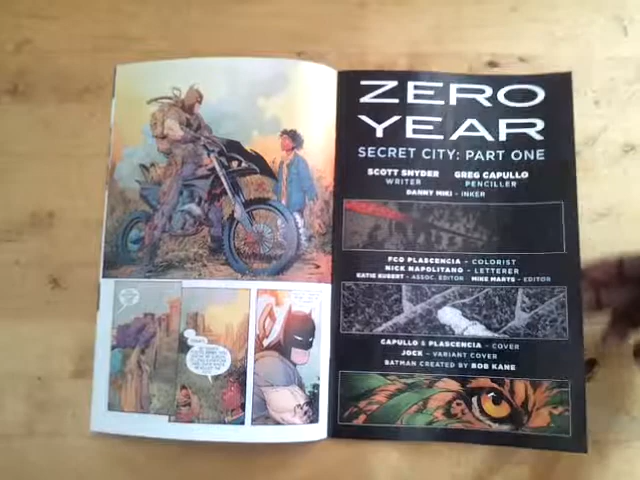 ZERO
YEAR
SECRET CITY: PART ONE
SCOTT SNYDER GREG CAPULLO
WRITER PENCILLER
DANNY MIKI - INKER
FCO PLASCENCIA - COLORIST
NICK NAPOLITANO - LETTERER
KATIE KUBERT - ASSOC. EDITOR MIKE MARTS - EDITOR
CAPULLO & PLASCENCIA - COVER
JOCK - VARIANT COVER
BATMAN CREATED BY BOB KANE